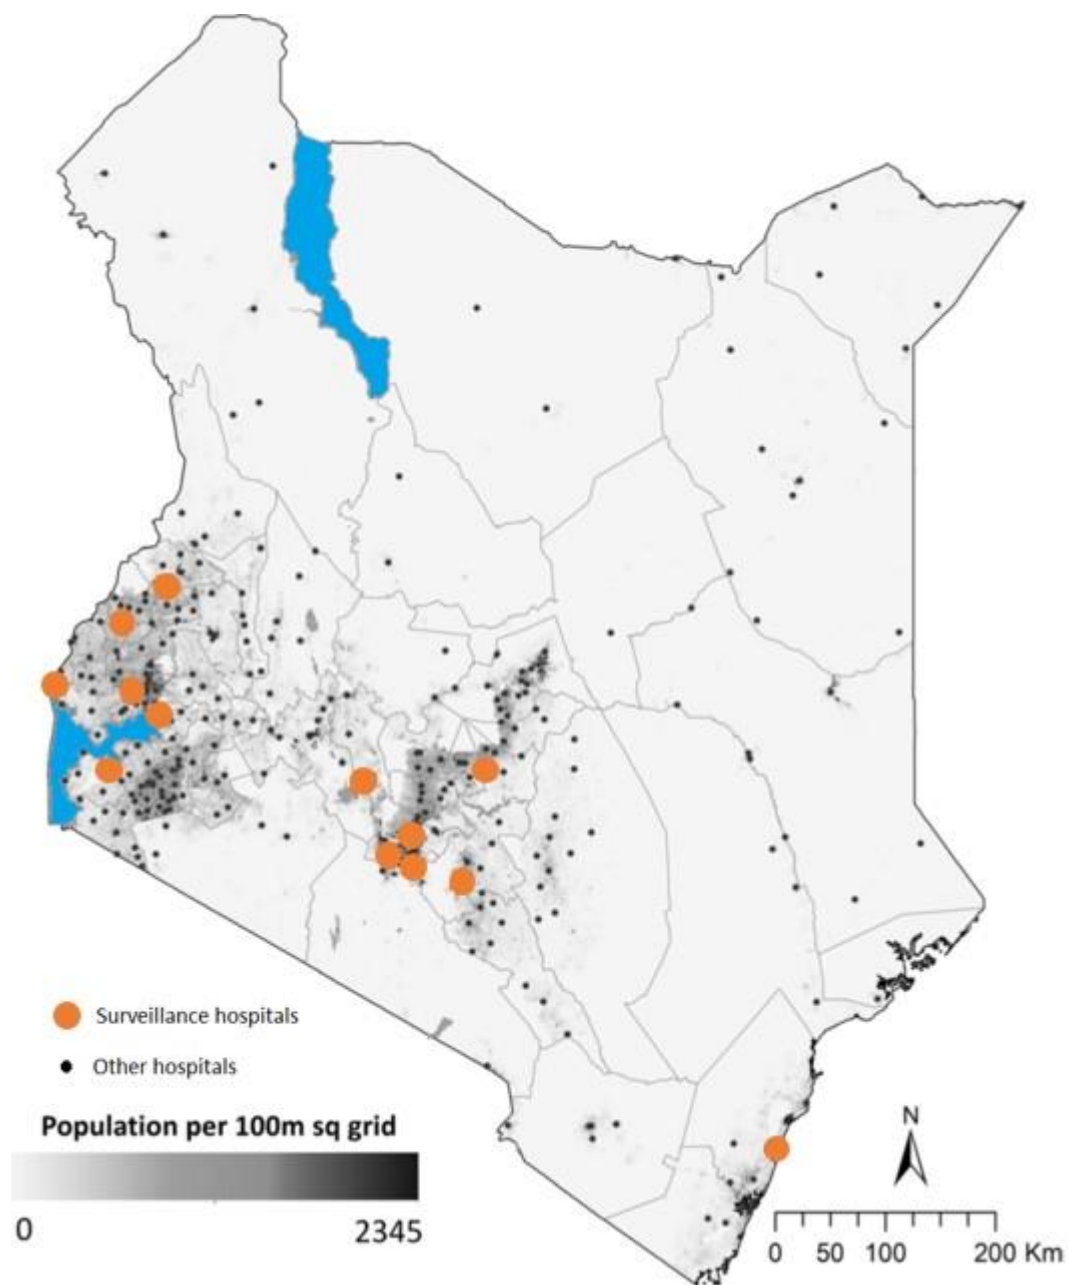 Surveillance hospitals
Other hospitals
Population per 100m sq grid
0 2345
N
0 50 100 200 Km